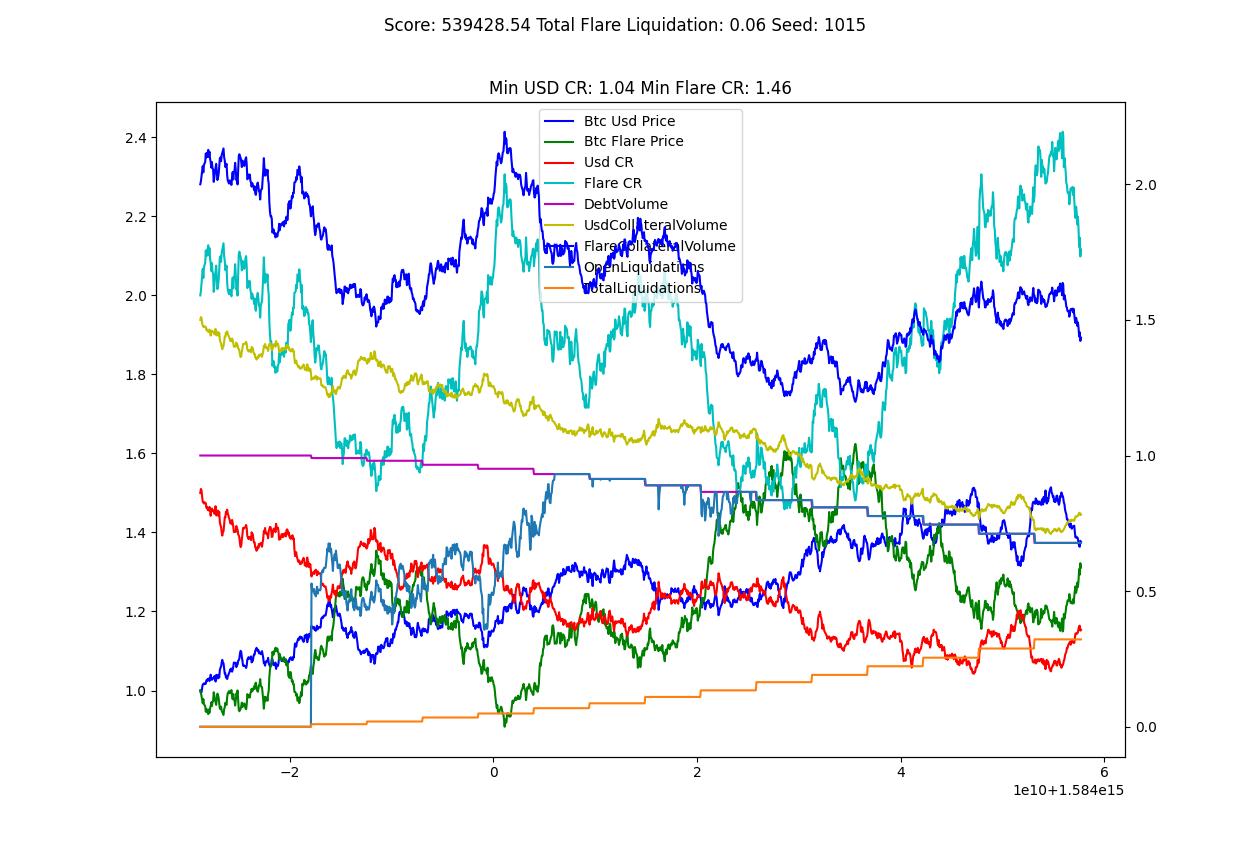 Score: 539428.54 Total Flare Liquidation: 0.06 Seed: 1015
Min USD CR: 1.04 Min Flare CR: 1.46
Btc Usd Price
Btc Flare Price
Usd CR
Flare CR
DebtVolume
UsdCollateralVolume
FlareCollateralVolume
OpenLiquidations
TotalLiquidations
2.4
2.2
2.0
1.8
1.6
1.4
1.2
1.0
2.0
1.5
1.0
0.5
0.0
−2 0 2 4 6
1e10+1.584e15